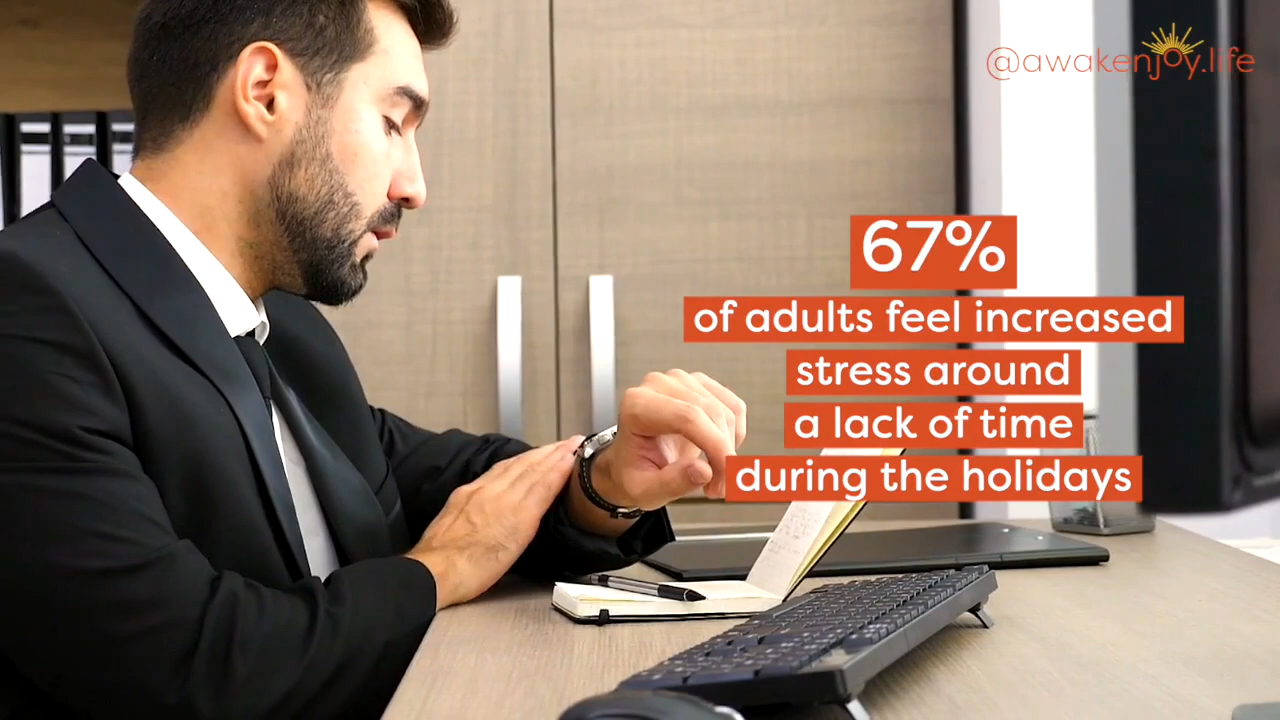 @awakenjoy.life
67%
of adults feel increased
stress around
a lack of time
during the holidays